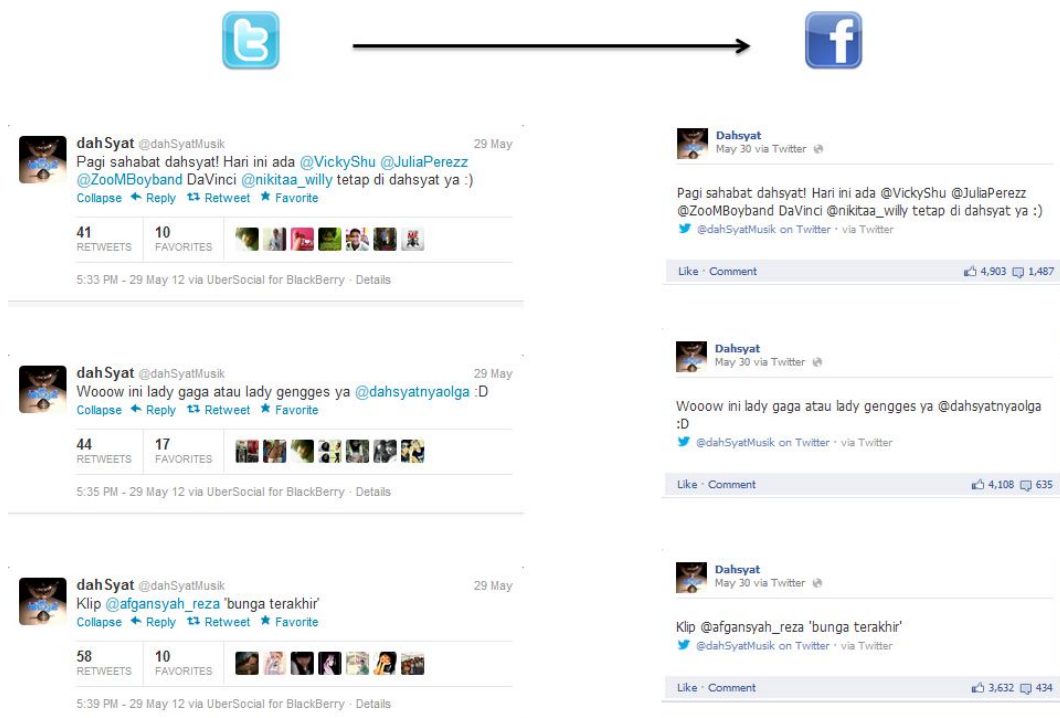 dahSyat @dahSyatMusik 29 May
Pagi sahabat dahsyat! Hari ini ada @VickyShu @JuliaPerezz
@ZooMBoyband DaVinci @nikitaa_willy tetap di dahsyat ya :)
Collapse Reply Retweet Favorite
41 10
RETWEETS FAVORITES
5:33 PM - 29 May 12 via UberSocial for BlackBerry · Details
Dahsyat
May 30 via Twitter
Pagi sahabat dahsyat! Hari ini ada @VickyShu @JuliaPerezz
@ZooMBoyband DaVinci @nikitaa_willy tetap di dahsyat ya :)
@dahSyatMusik on Twitter · via Twitter
Like · Comment 4,903 1,487
dahSyat @dahSyatMusik 29 May
Wooow ini lady gaga atau lady gengges ya @dahsyatnyaolga :D
Collapse Reply Retweet Favorite
44 17
RETWEETS FAVORITES
5:35 PM - 29 May 12 via UberSocial for BlackBerry · Details
Dahsyat
May 30 via Twitter
Wooow ini lady gaga atau lady gengges ya @dahsyatnyaolga
:D
@dahSyatMusik on Twitter · via Twitter
Like · Comment 4,108 635
dahSyat @dahSyatMusik 29 May
Klip @afgansyah_reza 'bunga terakhir'
Collapse Reply Retweet Favorite
58 10
RETWEETS FAVORITES
5:39 PM - 29 May 12 via UberSocial for BlackBerry · Details
Dahsyat
May 30 via Twitter
Klip @afgansyah_reza 'bunga terakhir'
@dahSyatMusik on Twitter · via Twitter
Like · Comment 3,632 434